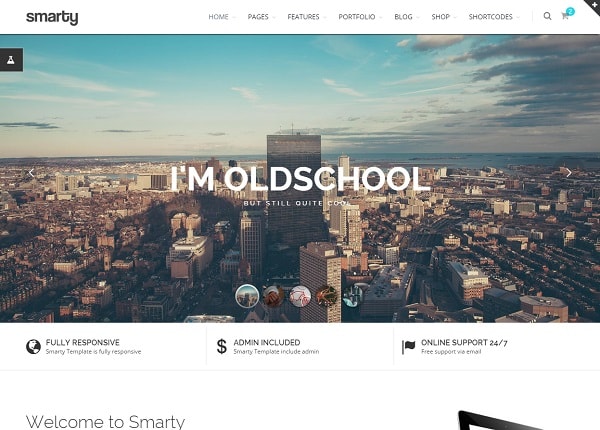 smarty
HOME PAGES FEATURES PORTFOLIO BLOG SHOP SHORTCODES
2
I'M OLDSCHOOL
BUT STILL QUITE COOL
FULLY RESPONSIVE
Smarty Template is fully responsive
$ ADMIN INCLUDED
Smarty Template include admin
ONLINE SUPPORT 24/7
Free support via email
Welcome to Smarty